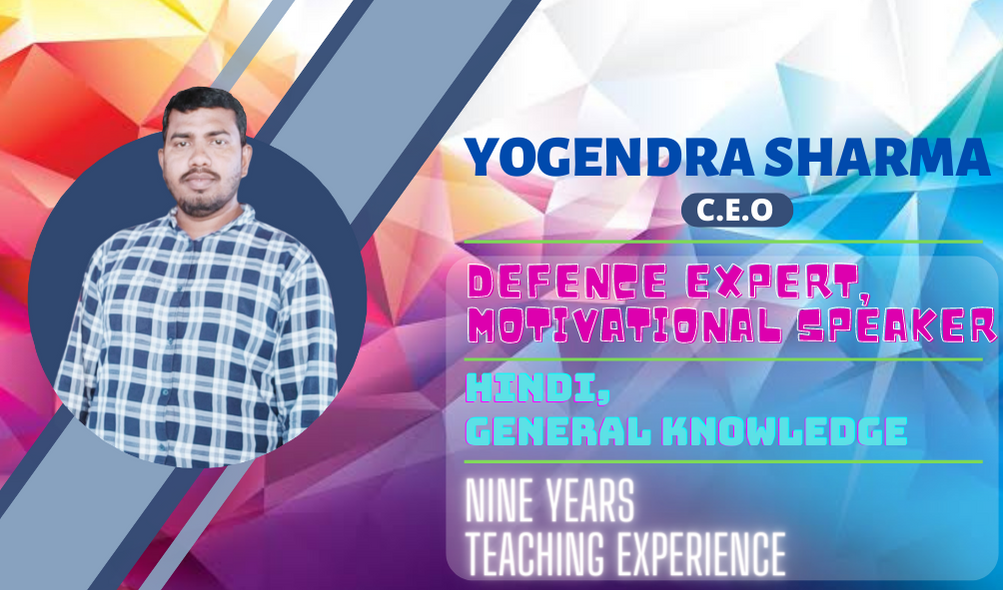 YOGENDRA SHARMA
C.E.O
DEFENCE EXPERT,
MOTIVATIONAL SPEAKER
HINDI,
GENERAL KNOWLEDGE
NINE YEARS
TEACHING EXPERIENCE